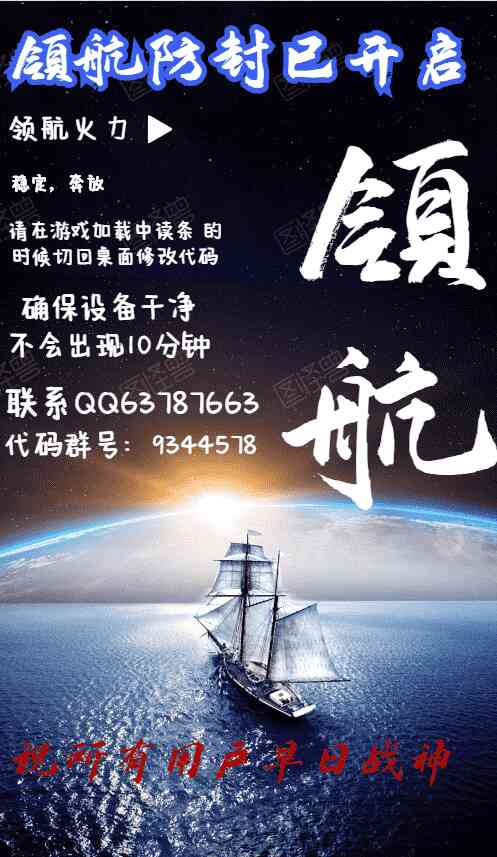 領航防封已开启
领航火力
稳定，奔放
请在游戏加载中读条 的
时候切回桌面修改代码
确保设备干净
不会出现10分钟
联系QQ63787663
代码群号：9344578
領
航
祝所有用户早日战神